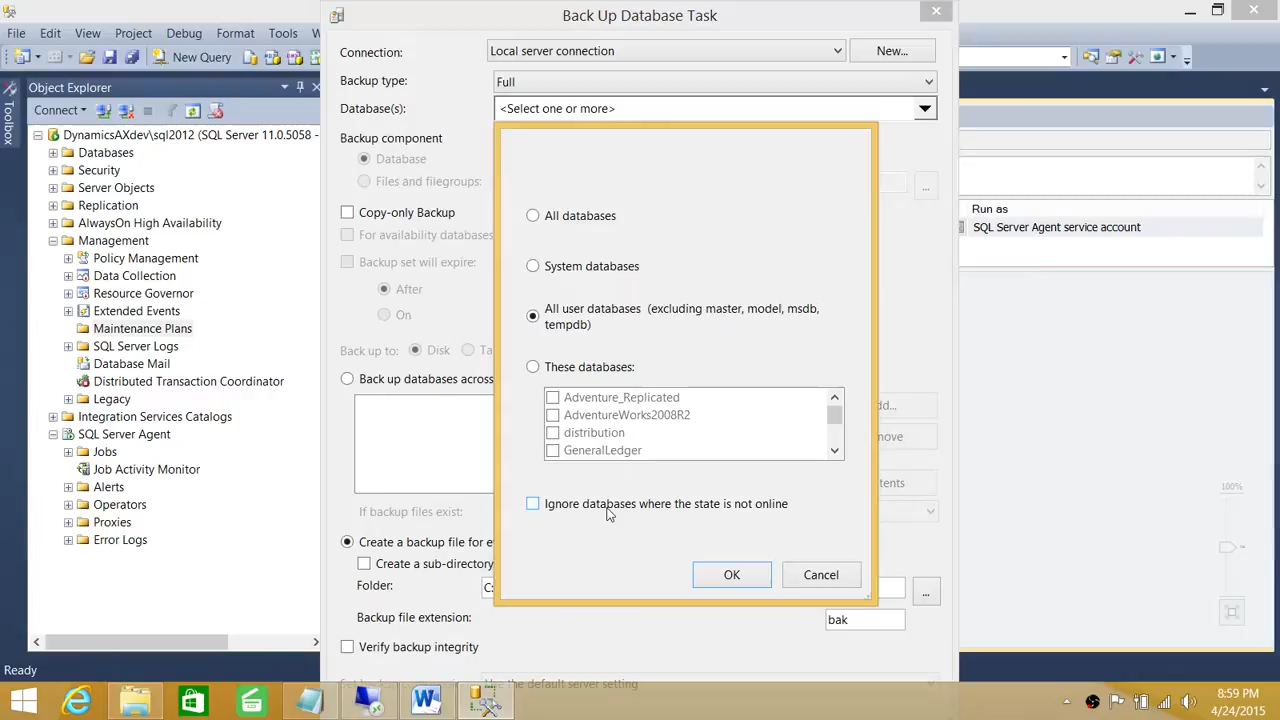 Back Up Database Task
File Edit View Project Debug Format Tools
New Query
Object Explorer
Connect
Toolbox
DynamicsAXdev\sql2012 (SQL Server 11.0.5058 -
Databases
Security
Server Objects
Replication
AlwaysOn High Availability
Management
Policy Management
Data Collection
Resource Governor
Extended Events
Maintenance Plans
SQL Server Logs
Database Mail
Distributed Transaction Coordinator
Legacy
Integration Services Catalogs
SQL Server Agent
Jobs
Job Activity Monitor
Alerts
Operators
Proxies
Error Logs
Ready
Connection:
Local server connection
New...
Backup type:
Full
Database(s):
<Select one or more>
Backup component
Database
Files and filegroups:
...
Copy-only Backup
For availability databases
Backup set will expire:
After
On
Back up to:
Disk
Ta
Back up databases across
If backup files exist:
Create a backup file for e
Create a sub-directory
Folder:
C:
...
Backup file extension:
bak
Verify backup integrity
Use the default server setting
All databases
System databases
All user databases (excluding master, model, msdb,
tempdb)
These databases:
Adventure_Replicated
AdventureWorks2008R2
distribution
GeneralLedger
Ignore databases where the state is not online
OK
Cancel
Run as
SQL Server Agent service account
100%
8:59 PM
4/24/2015